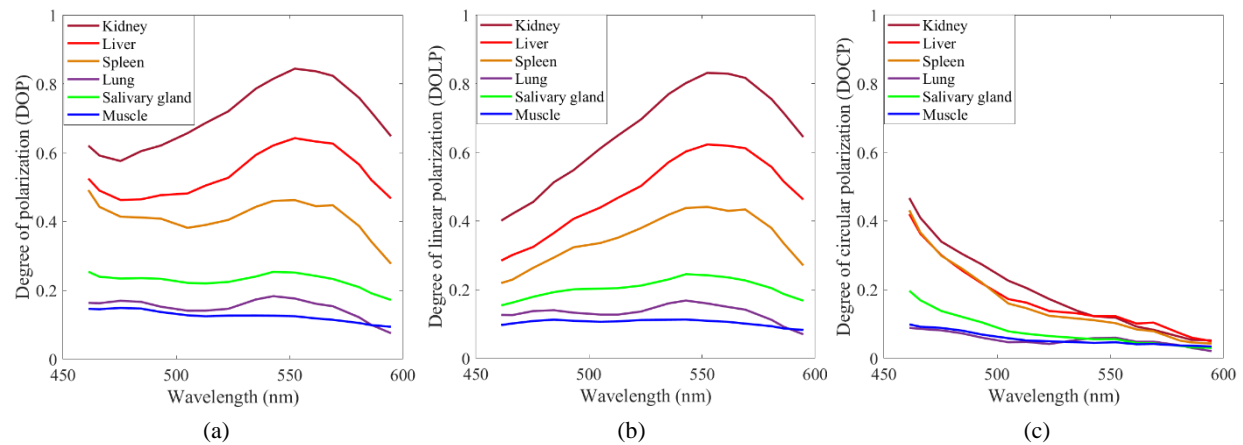 Degree of polarization (DOP)
1
0.8
0.6
0.4
0.2
0
Kidney
Liver
Spleen
Lung
Salivary gland
Muscle
450
500
550
600
Wavelength (nm)
(a)
Degree of linear polarization (DOLP)
1
0.8
0.6
0.4
0.2
0
Kidney
Liver
Spleen
Lung
Salivary gland
Muscle
450
500
550
600
Wavelength (nm)
(b)
Degree of circular polarization (DOCP)
1
0.8
0.6
0.4
0.2
0
Kidney
Liver
Spleen
Lung
Salivary gland
Muscle
450
500
550
600
Wavelength (nm)
(c)